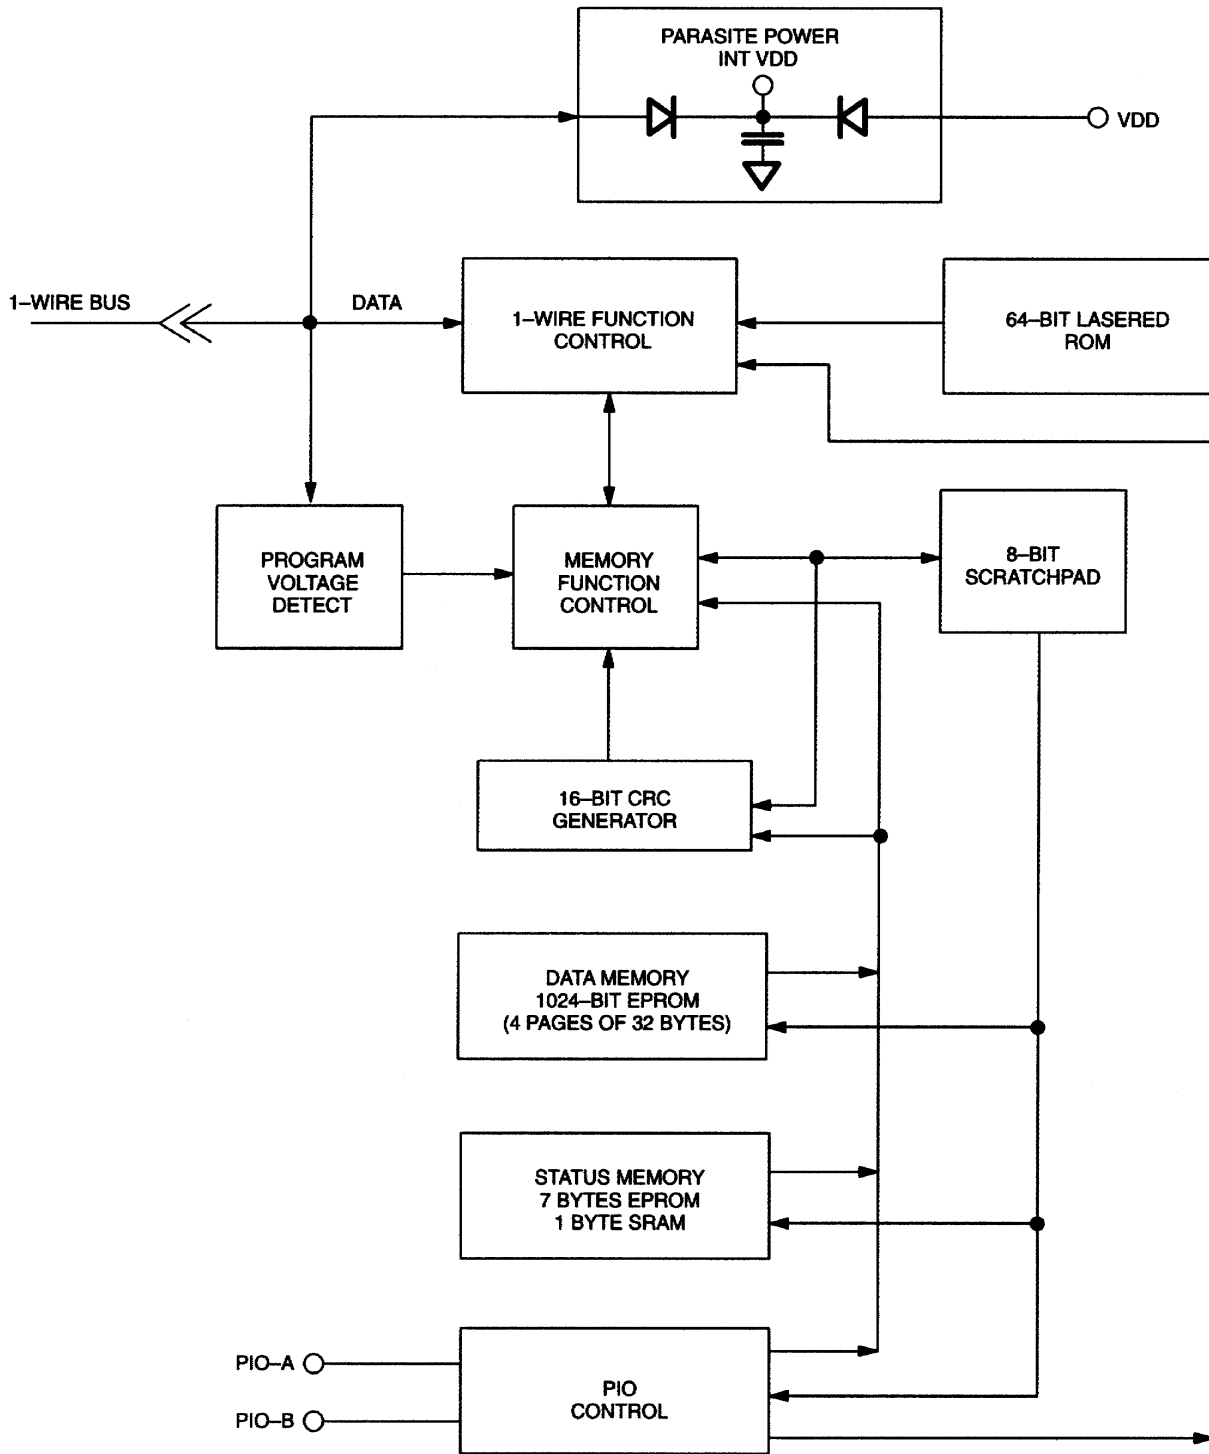 PARASITE POWER
INT VDD
VDD
1–WIRE BUS
DATA
1–WIRE FUNCTION
CONTROL
64–BIT LASERED
ROM
PROGRAM
VOLTAGE
DETECT
MEMORY
FUNCTION
CONTROL
8–BIT
SCRATCHPAD
16–BIT CRC
GENERATOR
DATA MEMORY
1024–BIT EPROM
(4 PAGES OF 32 BYTES)
STATUS MEMORY
7 BYTES EPROM
1 BYTE SRAM
PIO–A
PIO–B
PIO
CONTROL